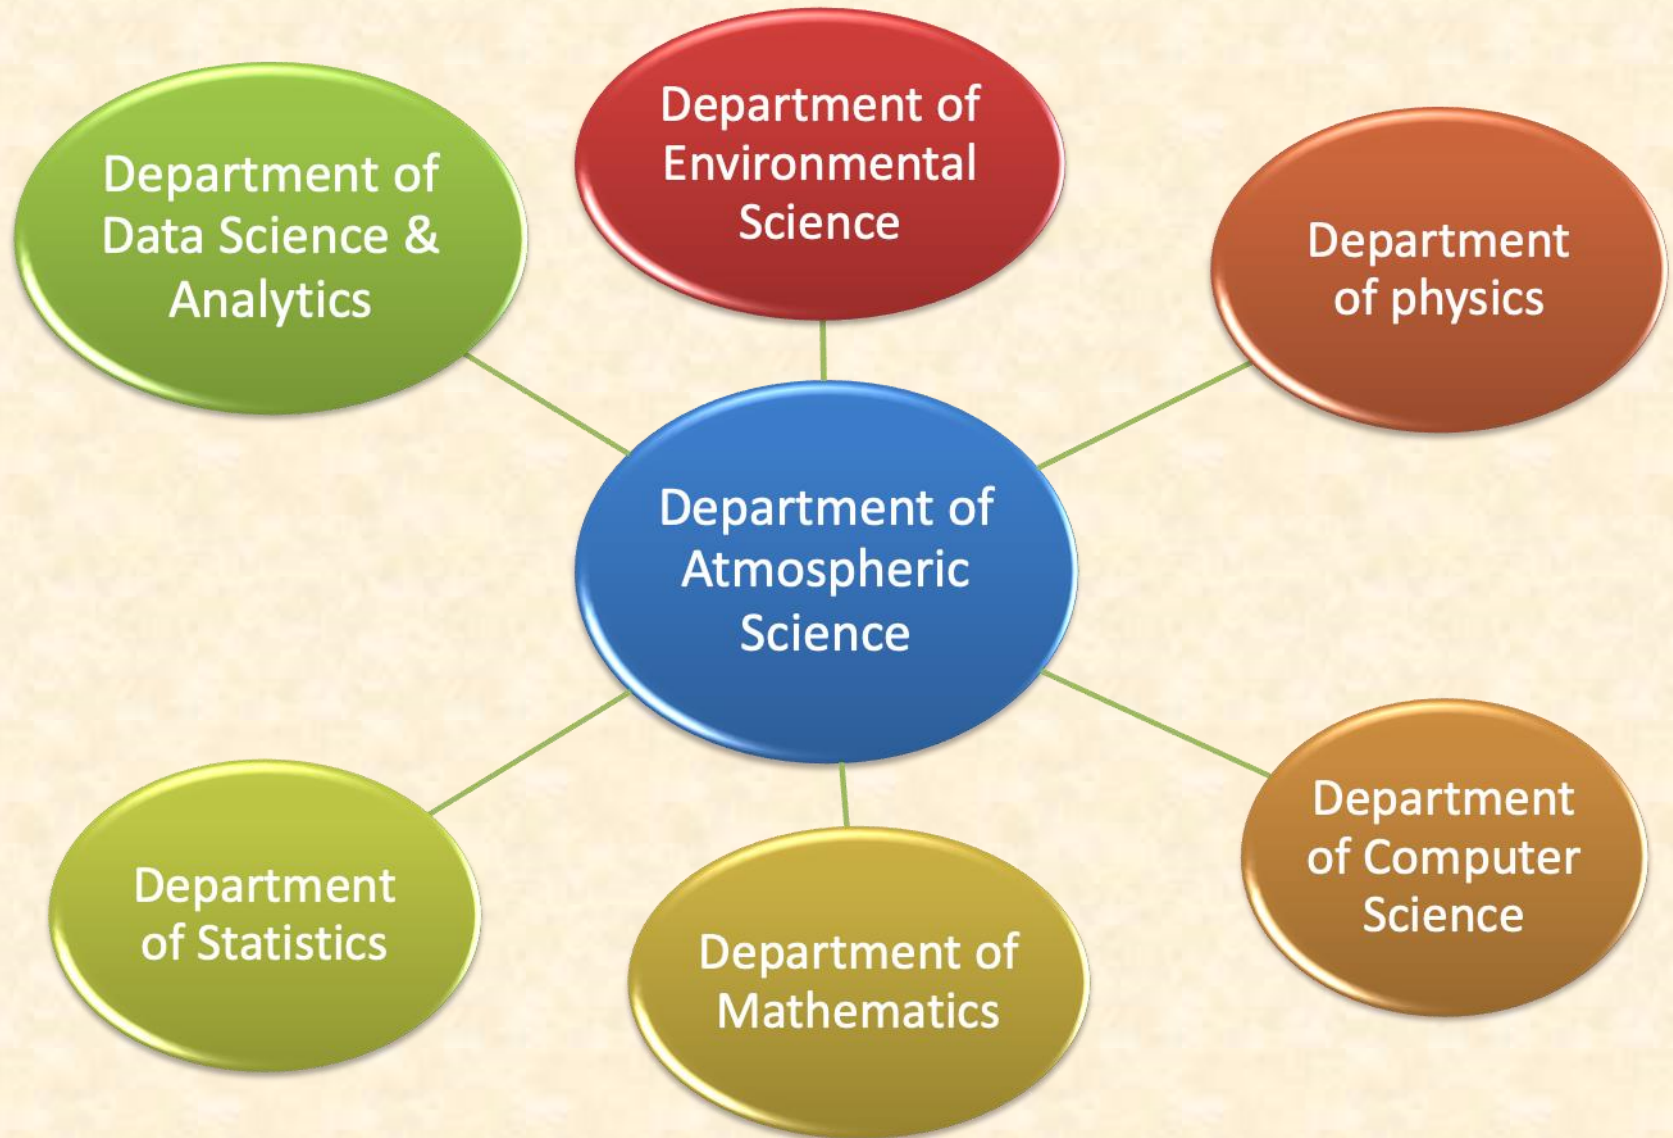 Department of
Environmental
Science
Department of
Data Science &
Analytics
Department
of physics
Department of
Atmospheric
Science
Department
of Computer
Science
Department
of Statistics
Department of
Mathematics